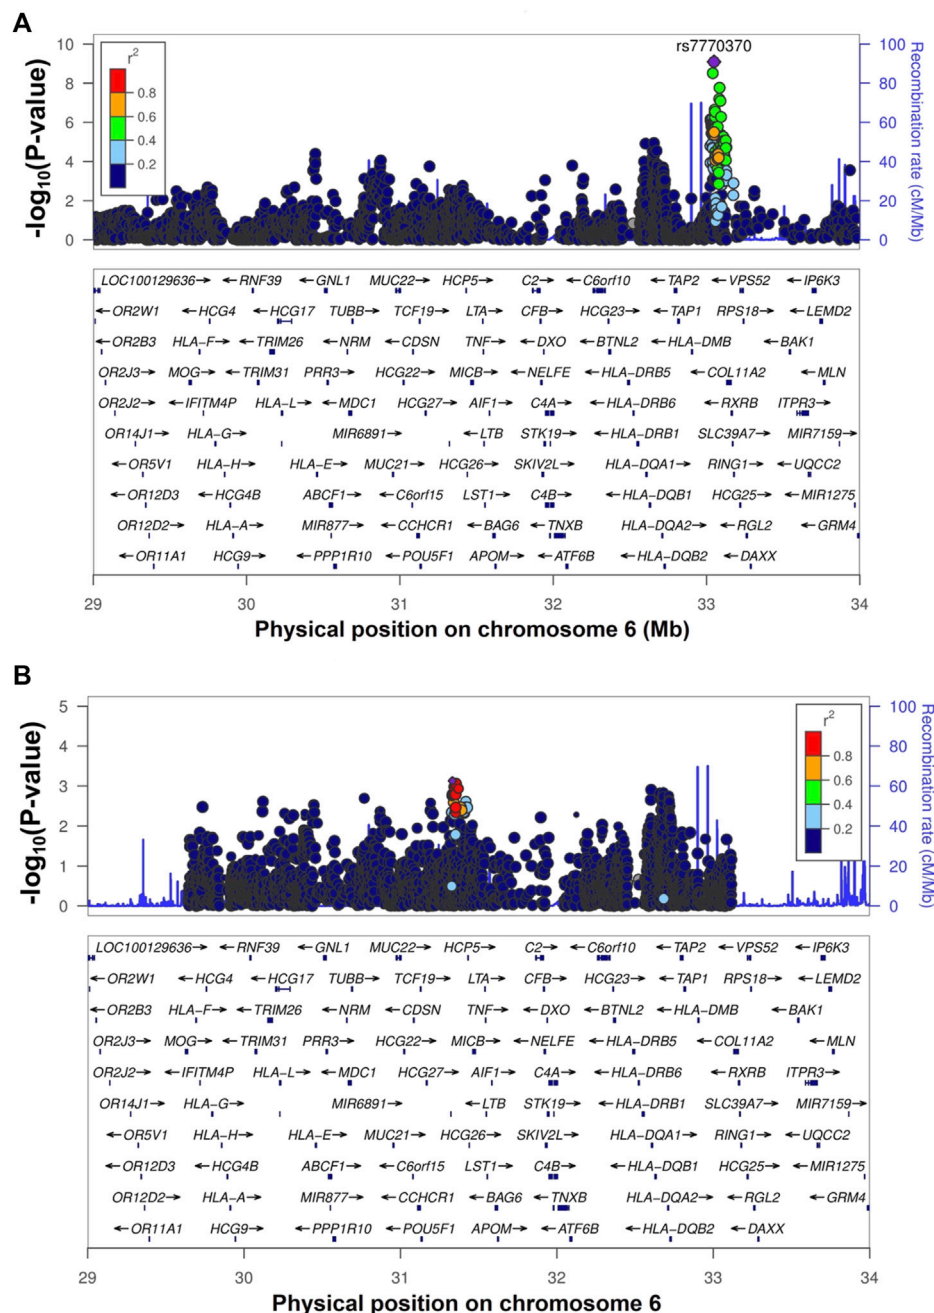 A
rs7770370
10
8
6
4
2
0
-log10(P-value)
r2
0.8
0.6
0.4
0.2
100
80
60
40
20
0
Recombination rate (cM/Mb)
LOC100129636→ ←RNF39 ←GNL1 MUC22→ HCP5→ C2→ ←C6orf10 ←TAP2 ←VPS52 ←IP6K3
←OR2W1 HCG4→ ←HCG17 TUBB→ TCF19→ LTA→ CFB→ HCG23→ ←TAP1 RPS18→ ←LEMD2
←OR2B3 HLA−F→ ←TRIM26 ←NRM ←CDSN TNF→ ←DXO ←BTNL2 ←HLA−DMB ←BAK1
OR2J3→ MOG→ ←TRIM31 PRR3→ HCG22→ MICB→ ←NELFE ←HLA−DRB5 ←COL11A2 ←MLN
OR2J2→ ←IFITM4P HLA−L→ ←MDC1 HCG27→ AIF1→ C4A→ ←HLA−DRB6 ←RXRB ITPR3→
OR14J1→ HLA−G→ MIR6891→ ←LTB STK19→ ←HLA−DRB1 SLC39A7→ MIR7159→
←OR5V1 HLA−H→ HLA−E→ MUC21→ HCG26→ SKIV2L→ HLA−DQA1→ RING1→ ←UQCC2
←OR12D3 ←HCG4B ABCF1→ ←C6orf15 LST1→ C4B→ ←HLA−DQB1 HCG25→ ←MIR1275
OR12D2→ HLA−A→ MIR877→ ←CCHCR1 ←BAG6 ←TNXB HLA−DQA2→ ←RGL2 ←GRM4
←OR11A1 HCG9→ ←PPP1R10 ←POU5F1 APOM→ ←ATF6B ←HLA−DQB2 ←DAXX
29 30 31 32 33 34
Physical position on chromosome 6 (Mb)
B
5
4
3
2
1
0
-log10(P-value)
r2
0.8
0.6
0.4
0.2
100
80
60
40
20
0
Recombination rate (cM/Mb)
LOC100129636→ ←RNF39 ←GNL1 MUC22→ HCP5→ C2→ ←C6orf10 ←TAP2 ←VPS52 ←IP6K3
←OR2W1 HCG4→ ←HCG17 TUBB→ TCF19→ LTA→ CFB→ HCG23→ ←TAP1 RPS18→ ←LEMD2
←OR2B3 HLA−F→ ←TRIM26 ←NRM ←CDSN TNF→ ←DXO ←BTNL2 ←HLA−DMB ←BAK1
OR2J3→ MOG→ ←TRIM31 PRR3→ HCG22→ MICB→ ←NELFE ←HLA−DRB5 ←COL11A2 ←MLN
OR2J2→ ←IFITM4P HLA−L→ ←MDC1 HCG27→ AIF1→ C4A→ ←HLA−DRB6 ←RXRB ITPR3→
OR14J1→ HLA−G→ MIR6891→ ←LTB STK19→ ←HLA−DRB1 SLC39A7→ MIR7159→
←OR5V1 HLA−H→ HLA−E→ MUC21→ HCG26→ SKIV2L→ HLA−DQA1→ RING1→ ←UQCC2
←OR12D3 ←HCG4B ABCF1→ ←C6orf15 LST1→ C4B→ ←HLA−DQB1 HCG25→ ←MIR1275
OR12D2→ HLA−A→ MIR877→ ←CCHCR1 ←BAG6 ←TNXB HLA−DQA2→ ←RGL2 ←GRM4
←OR11A1 HCG9→ ←PPP1R10 ←POU5F1 APOM→ ←ATF6B ←HLA−DQB2 ←DAXX
29 30 31 32 33 34
Physical position on chromosome 6